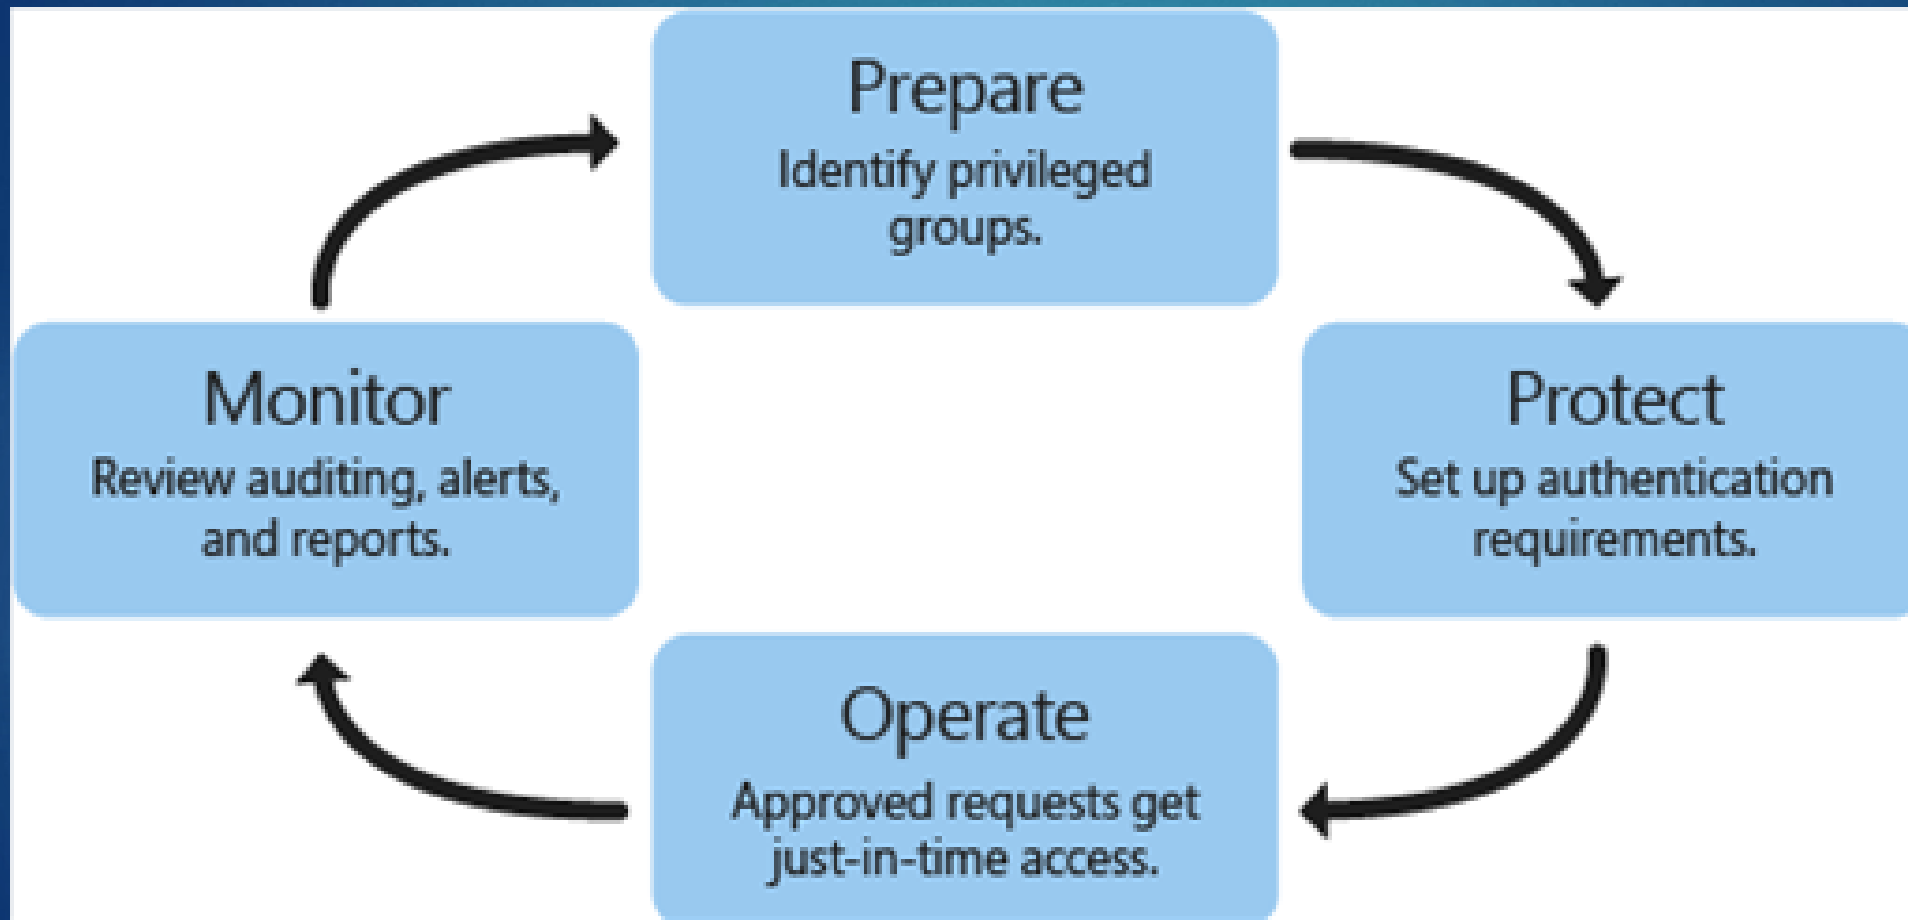 Prepare
Identify privileged
groups.
Protect
Set up authentication
requirements.
Operate
Approved requests get
just-in-time access.
Monitor
Review auditing, alerts,
and reports.